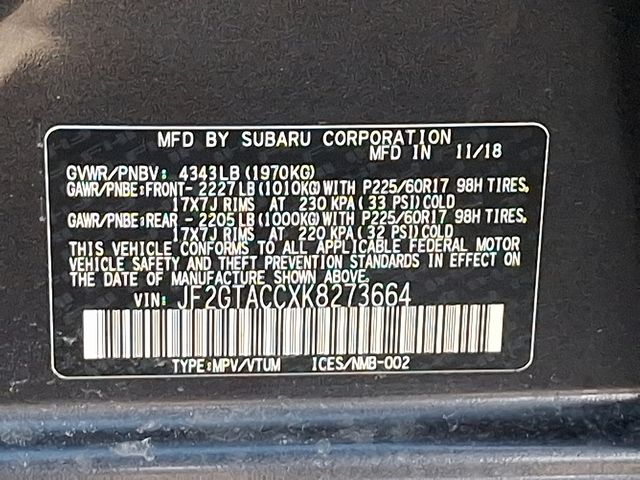 MFD BY SUBARU CORPORATION
MFD IN 11/18
GVWR/PNBV: 4343LB (1970KG)
GAWR/PNBE:FRONT- 2227LB(1010KG)WITH P225/60R17 98H TIRES,
17X7J RIMS AT 230 KPA(33 PSI)COLD
GAWR/PNBE:REAR - 2205LB(1000KG)WITH P225/60R17 98H TIRES,
17X7J RIMS AT 220 KPA(32 PSI)COLD
THIS VEHICLE CONFORMS TO ALL APPLICABLE FEDERAL MOTOR
VEHICLE SAFETY AND THEFT PREVENTION STANDARDS IN EFFECT ON
THE DATE OF MANUFACTURE SHOWN ABOVE.
VIN: JF2GTACCXK8273664
TYPE:MPV/VTUM ICES/NMB-002